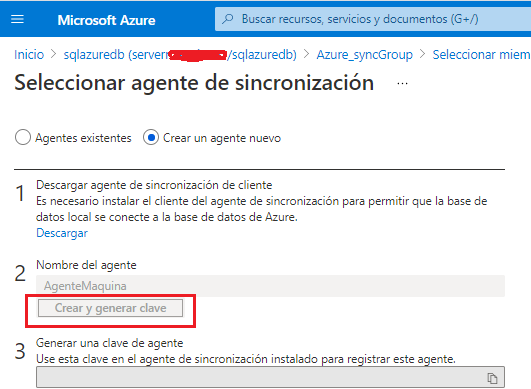 Microsoft Azure
Buscar recursos, servicios y documentos (G+/)
Inicio > sqlazuredb (server /sqlazuredb) > Azure_syncGroup > Seleccionar miem
Seleccionar agente de sincronización ...
Agentes existentes Crear un agente nuevo
1 Descargar agente de sincronización de cliente
Es necesario instalar el cliente del agente de sincronización para permitir que la base de
datos local se conecte a la base de datos de Azure.
Descargar
2 Nombre del agente
AgenteMaquina
Crear y generar clave
3 Generar una clave de agente
Use esta clave en el agente de sincronización instalado para registrar este agente.